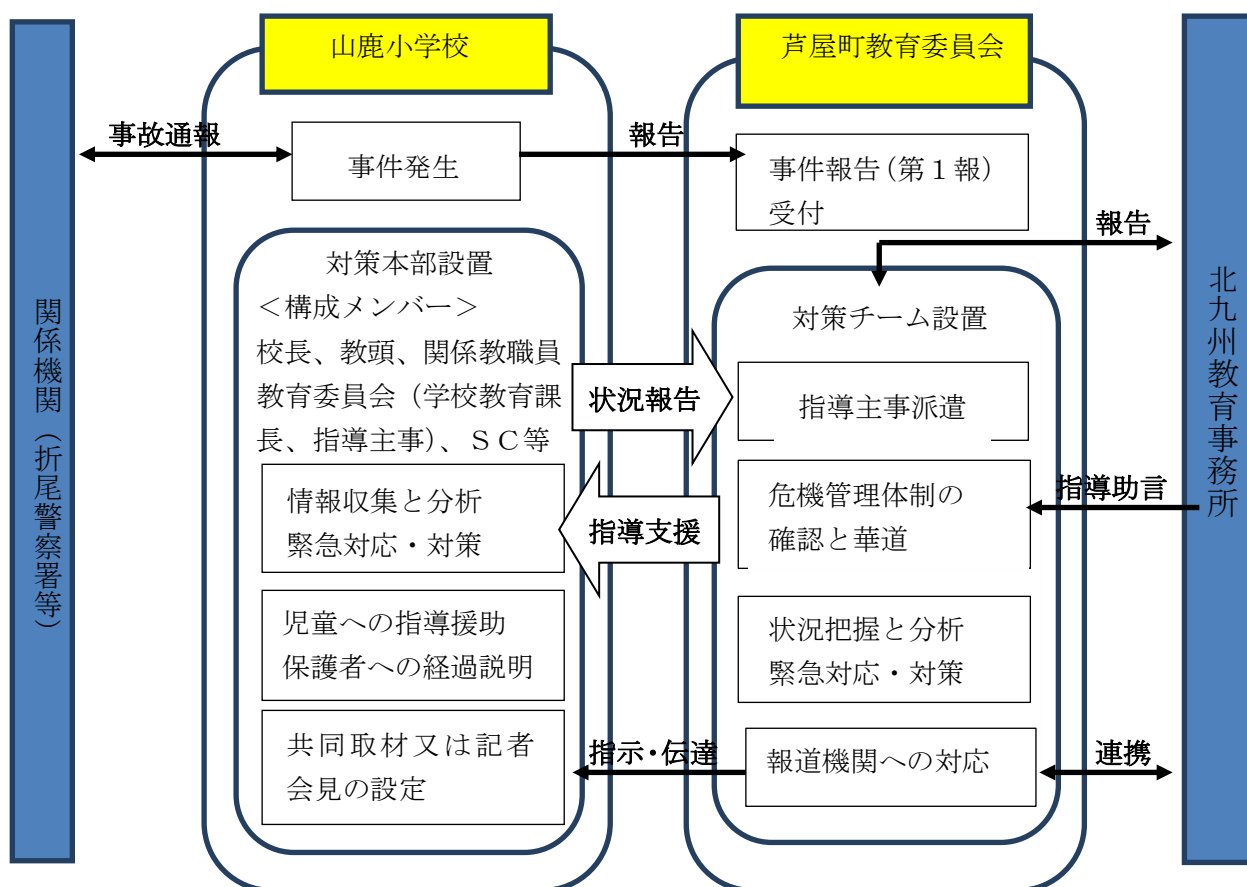 関係機関（折尾警察署等）
山鹿小学校
事故通報
事件発生
報告
対策本部設置
＜構成メンバー＞
校長、教頭、関係教職員
教育委員会（学校教育課
長、指導主事）、ＳＣ等
情報収集と分析
緊急対応・対策
児童への指導援助
保護者への経過説明
共同取材又は記者
会見の設定
状況報告
指導支援
指示・伝達
芦屋町教育委員会
事件報告（第１報）
受付
報告
対策チーム設置
指導主事派遣
危機管理体制の
確認と華道
指導助言
状況把握と分析
緊急対応・対策
報道機関への対応
連携
北九州教育事務所